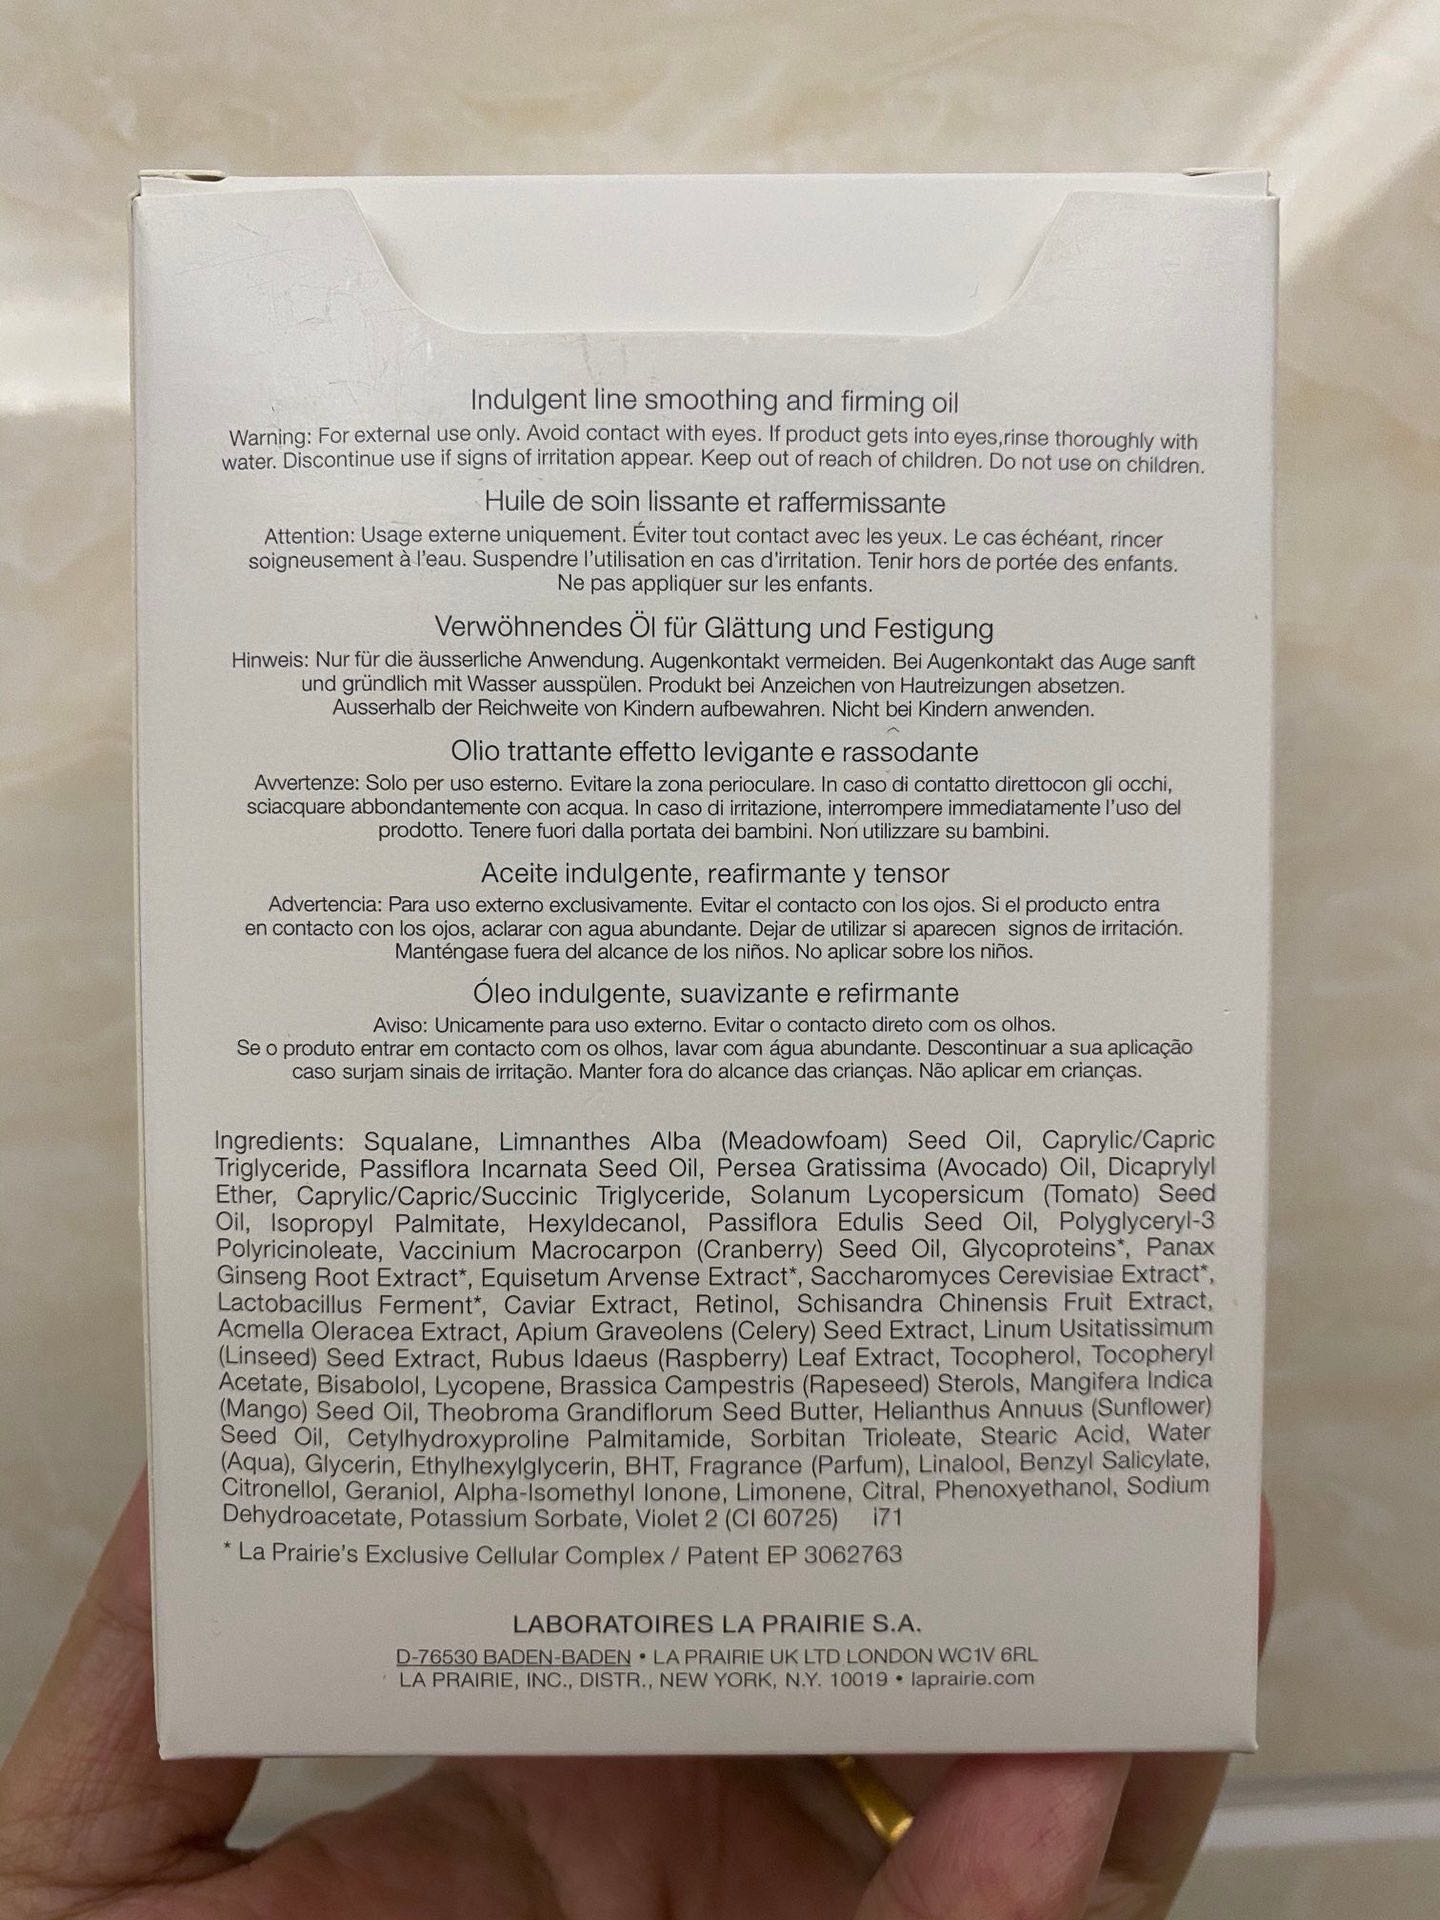 Indulgent line smoothing and firming oil
Warning: For external use only. Avoid contact with eyes. If product gets into eyes,rinse thoroughly with
water. Discontinue use if signs of irritation appear. Keep out of reach of children. Do not use on children.
Huile de soin lissante et raffermissante
Attention: Usage externe uniquement. Éviter tout contact avec les yeux. Le cas échéant, rincer
soigneusement à l'eau. Suspendre l'utilisation en cas d'irritation. Tenir hors de portée des enfants.
Ne pas appliquer sur les enfants.
Verwöhnendes Öl für Glättung und Festigung
Hinweis: Nur für die äusserliche Anwendung. Augenkontakt vermeiden. Bei Augenkontakt das Auge sanft
und gründlich mit Wasser ausspülen. Produkt bei Anzeichen von Hautreizungen absetzen.
Ausserhalb der Reichweite von Kindern aufbewahren. Nicht bei Kindern anwenden.
Olio trattante effetto levigante e rassodante
Avvertenze: Solo per uso esterno. Evitare la zona perioculare. In caso di contatto direttocon gli occhi,
sciacquare abbondantemente con acqua. In caso di irritazione, interrompere immediatamente l'uso del
prodotto. Tenere fuori dalla portata dei bambini. Non utilizzare su bambini.
Aceite indulgente, reafirmante y tensor
Advertencia: Para uso externo exclusivamente. Evitar el contacto con los ojos. Si el producto entra
en contacto con los ojos, aclarar con agua abundante. Dejar de utilizar si aparecen signos de irritación.
Manténgase fuera del alcance de los niños. No aplicar sobre los niños.
Óleo indulgente, suavizante e refirmante
Aviso: Unicamente para uso externo. Evitar o contacto direto com os olhos.
Se o produto entrar em contacto com os olhos, lavar com água abundante. Descontinuar a sua aplicação
caso surjam sinais de irritação. Manter fora do alcance das crianças. Não aplicar em crianças.
Ingredients: Squalane, Limnanthes Alba (Meadowfoam) Seed Oil, Caprylic/Capric
Triglyceride, Passiflora Incarnata Seed Oil, Persea Gratissima (Avocado) Oil, Dicaprylyl
Ether, Caprylic/Capric/Succinic Triglyceride, Solanum Lycopersicum (Tomato) Seed
Oil, Isopropyl Palmitate, Hexyldecanol, Passiflora Edulis Seed Oil, Polyglyceryl-3
Polyricinoleate, Vaccinium Macrocarpon (Cranberry) Seed Oil, Glycoproteins*, Panax
Ginseng Root Extract*, Equisetum Arvense Extract*, Saccharomyces Cerevisiae Extract*,
Lactobacillus Ferment*, Caviar Extract, Retinol, Schisandra Chinensis Fruit Extract,
Acmella Oleracea Extract, Apium Graveolens (Celery) Seed Extract, Linum Usitatissimum
(Linseed) Seed Extract, Rubus Idaeus (Raspberry) Leaf Extract, Tocopherol, Tocopheryl
Acetate, Bisabolol, Lycopene, Brassica Campestris (Rapeseed) Sterols, Mangifera Indica
(Mango) Seed Oil, Theobroma Grandiflorum Seed Butter, Helianthus Annuus (Sunflower)
Seed Oil, Cetylhydroxyproline Palmitamide, Sorbitan Trioleate, Stearic Acid, Water
(Aqua), Glycerin, Ethylhexylglycerin, BHT, Fragrance (Parfum), Linalool, Benzyl Salicylate,
Citronellol, Geraniol, Alpha-Isomethyl Ionone, Limonene, Citral, Phenoxyethanol, Sodium
Dehydroacetate, Potassium Sorbate, Violet 2 (CI 60725) i71
* La Prairie's Exclusive Cellular Complex / Patent EP 3062763
LABORATOIRES LA PRAIRIE S.A.
D-76530 BADEN-BADEN • LA PRAIRIE UK LTD LONDON WC1V 6RL
LA PRAIRIE, INC., DISTR., NEW YORK, N.Y. 10019 • laprairie.com